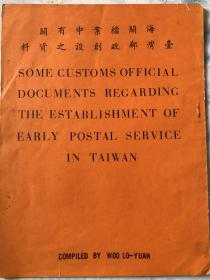 海關檔案中有關
臺灣郵政創設之資料
SOME CUSTOMS OFFICIAL
DOCUMENTS REGARDING
THE ESTABLISHMENT OF
EARLY POSTAL SERVICE
IN TAIWAN
COMPILED BY WOO LO-YUAN